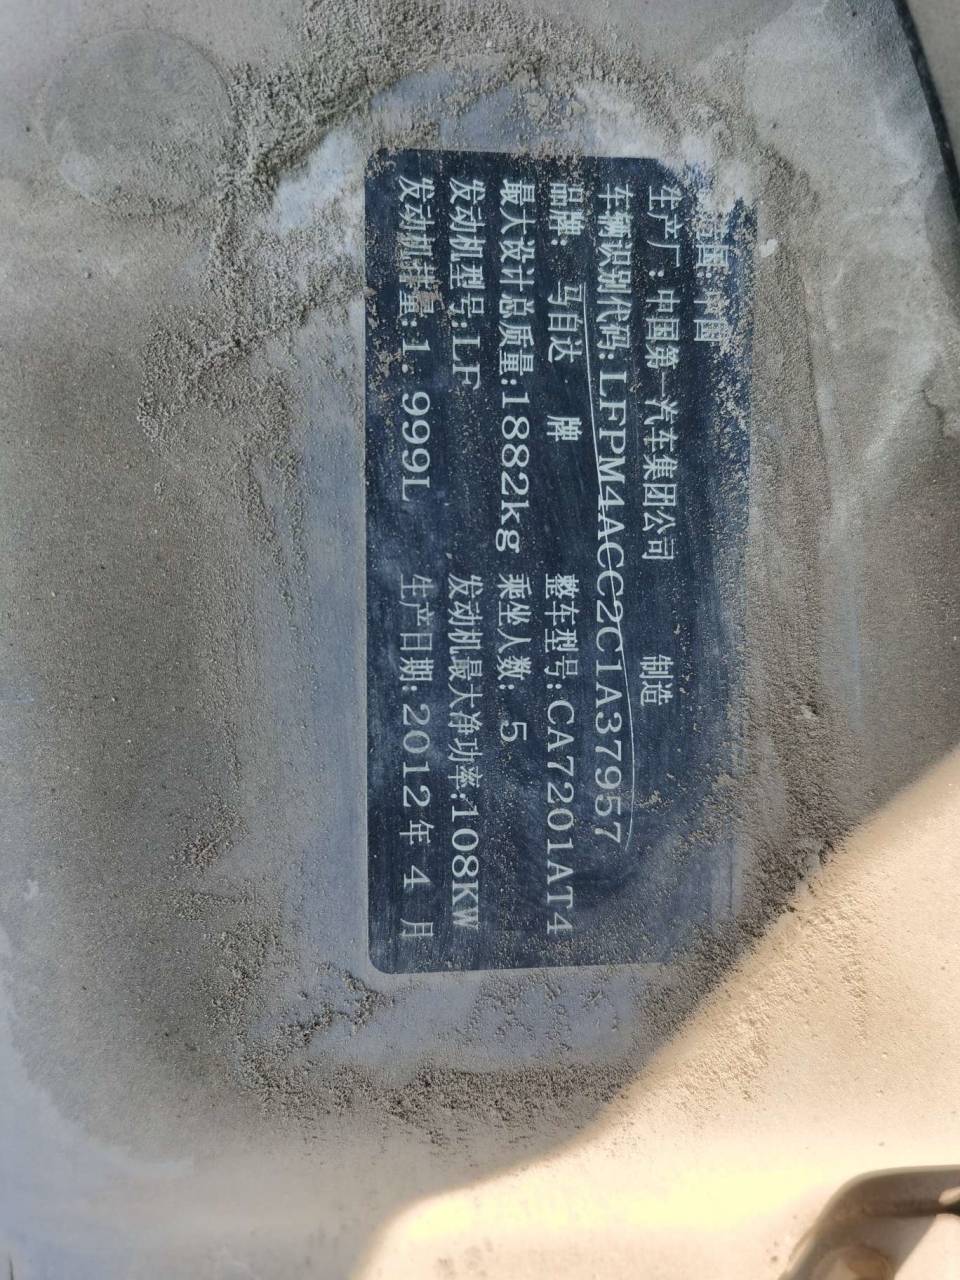 国:中国
生产厂:中国第一汽车集团公司 制造
车辆识别代码:LFPM4ACC2C1A37957
品牌: 马自达 牌 整车型号:CA7201AT4
最大设计总质量:1882kg 乘坐人数: 5
发动机型号:LF 发动机最大净功率:108KW
发动机排量:1.999L 生产日期:2012年 4 月